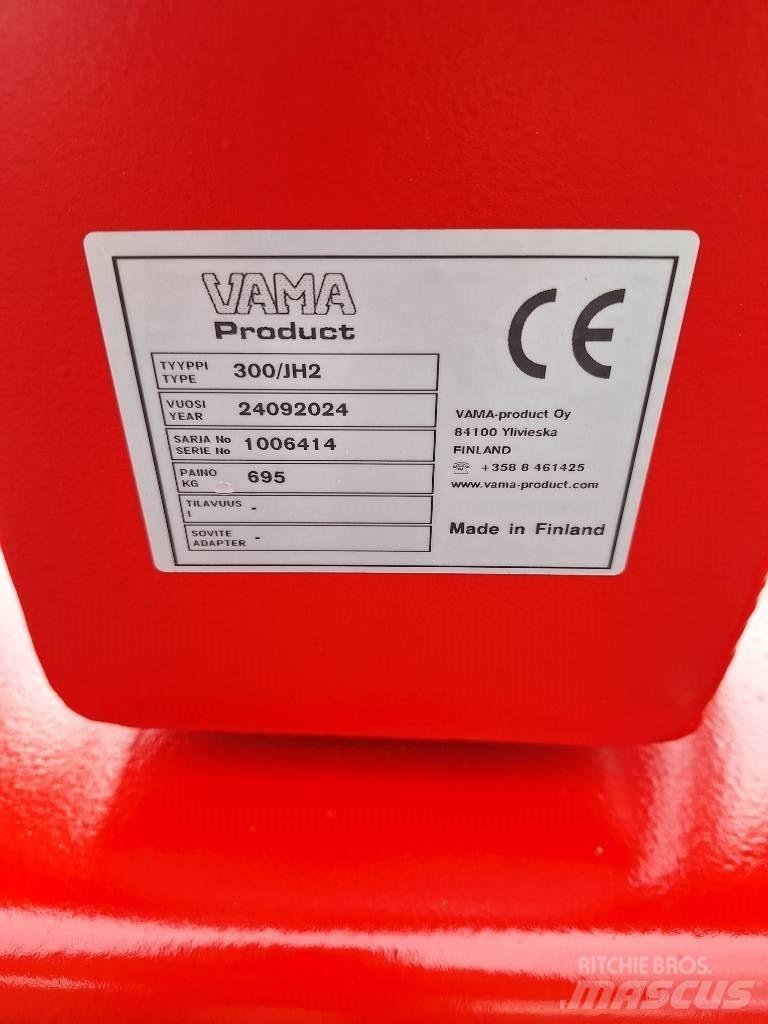 VAMA
Product
CE
TYYPPI
TYPE 300/JH2
VUOSI
YEAR 24092024
SARJA No
SERIE No 1006414
PAINO
KG 695
TILAVUUS
l -
SOVITE
ADAPTER -
VAMA-product Oy
84100 Ylivieska
FINLAND
☎ +358 8 461425
www.vama-product.com
Made in Finland
RITCHIE BROS.
MASCUS